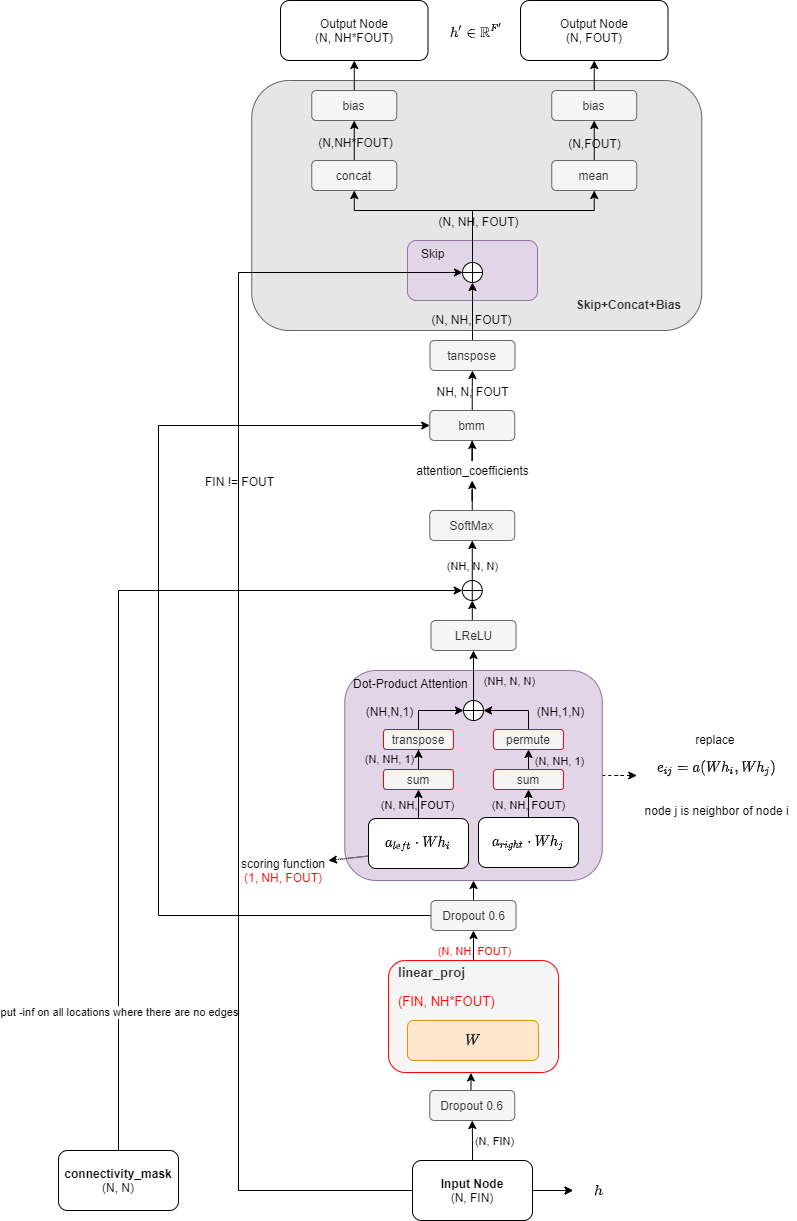 Output Node
(N, NH*FOUT)
h′ ∈ ℝ^F′
Output Node
(N, FOUT)
bias
bias
(N,NH*FOUT)
(N,FOUT)
concat
mean
(N, NH, FOUT)
Skip
Skip+Concat+Bias
(N, NH, FOUT)
tanspose
NH, N, FOUT
bmm
attention_coefficients
FIN != FOUT
SoftMax
(NH, N, N)
LReLU
Dot-Product Attention
(NH, N, N)
(NH,N,1)
(NH,1,N)
transpose
permute
(N, NH, 1)
(N, NH, 1)
sum
sum
(N, NH, FOUT)
(N, NH, FOUT)
a_left · Wh_i
a_right · Wh_j
replace
e_ij = a(Wh_i, Wh_j)
node j is neighbor of node i
scoring function
(1, NH, FOUT)
Dropout 0.6
(N, NH, FOUT)
linear_proj
(FIN, NH*FOUT)
W
put -inf on all locations where there are no edges
Dropout 0.6
(N, FIN)
connectivity_mask
(N, N)
Input Node
(N, FIN)
h